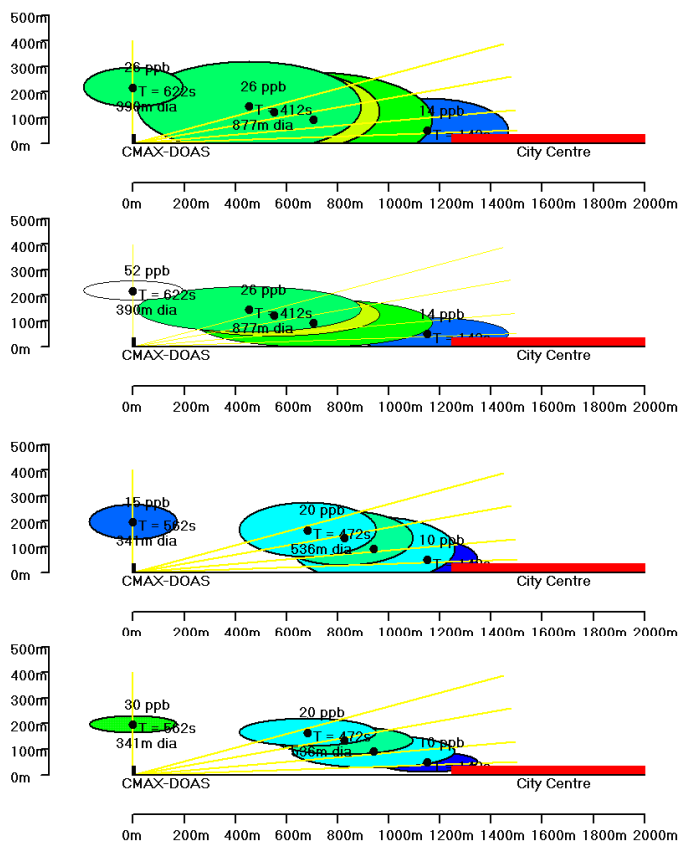 500m
400m
300m
200m
100m
0m
26 ppb
T = 622s
390m dia
26 ppb
T = 412s
877m dia
14 ppb
T = 142s
CMAX-DOAS
City Centre
0m 200m 400m 600m 800m 1000m 1200m 1400m 1600m 1800m 2000m
500m
400m
300m
200m
100m
0m
52 ppb
T = 622s
390m dia
26 ppb
T = 412s
877m dia
14 ppb
T = 142s
CMAX-DOAS
City Centre
0m 200m 400m 600m 800m 1000m 1200m 1400m 1600m 1800m 2000m
500m
400m
300m
200m
100m
0m
15 ppb
T = 562s
341m dia
20 ppb
T = 472s
536m dia
10 ppb
CMAX-DOAS
City Centre
0m 200m 400m 600m 800m 1000m 1200m 1400m 1600m 1800m 2000m
500m
400m
300m
200m
100m
0m
30 ppb
T = 562s
341m dia
20 ppb
T = 472s
536m dia
10 ppb
CMAX-DOAS
City Centre
0m 200m 400m 600m 800m 1000m 1200m 1400m 1600m 1800m 2000m